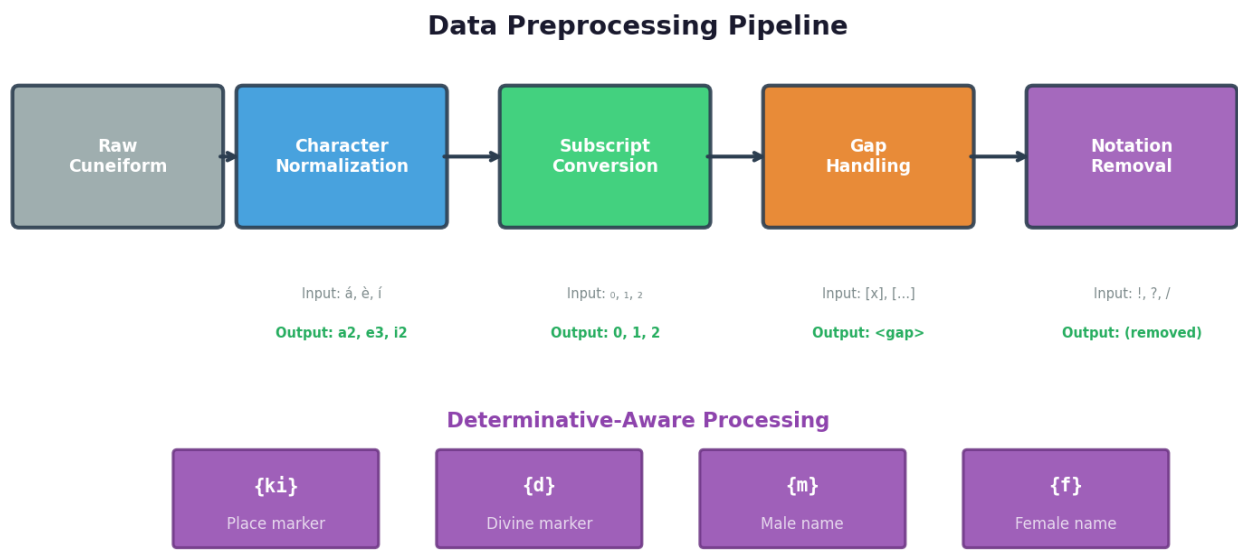 Data Preprocessing Pipeline
Raw
Cuneiform
Character
Normalization
Subscript
Conversion
Gap
Handling
Notation
Removal
Input: á, è, í
Output: a2, e3, i2
Input: ₀, ₁, ₂
Output: 0, 1, 2
Input: [x], [...]
Output: <gap>
Input: !, ?, /
Output: (removed)
Determinative-Aware Processing
{ki}
Place marker
{d}
Divine marker
{m}
Male name
{f}
Female name